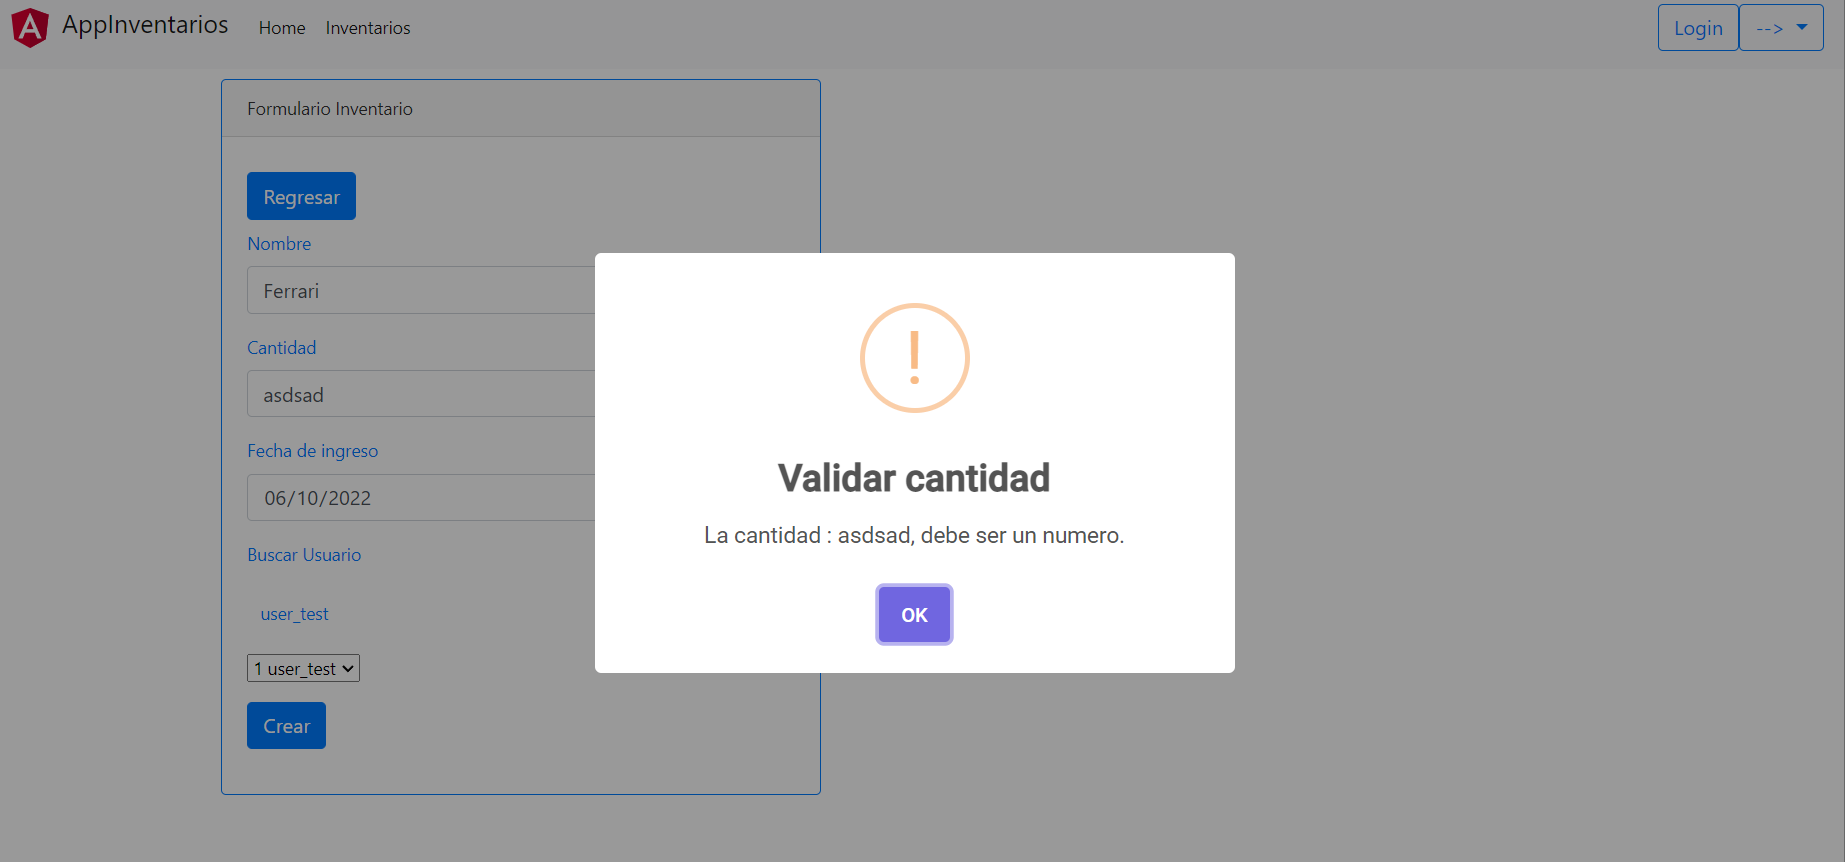 AppInventarios Home Inventarios Login -->
Formulario Inventario
Regresar
Nombre
Ferrari
Cantidad
asdsad
Fecha de ingreso
06/10/2022
Buscar Usuario
user_test
1 user_test
Crear
!
Validar cantidad
La cantidad : asdsad, debe ser un numero.
OK